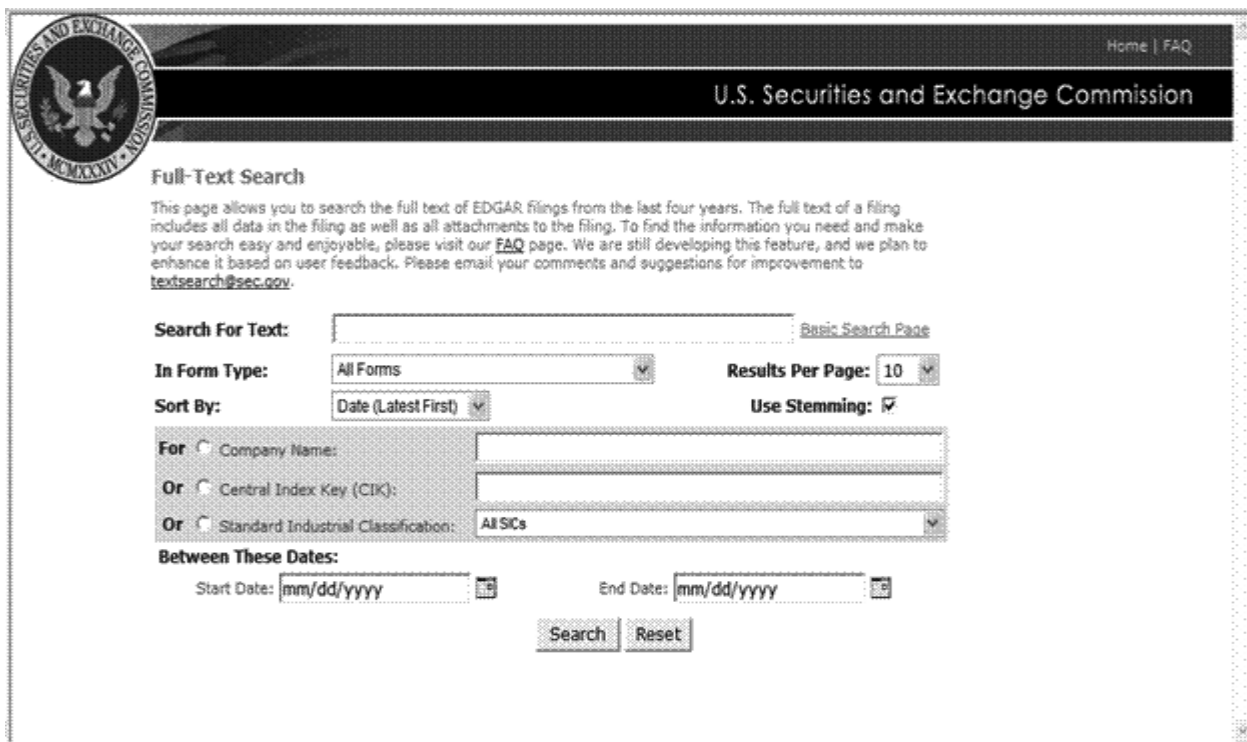 U.S. SECURITIES AND EXCHANGE COMMISSION
MCMXXXIV
Home | FAQ
U.S. Securities and Exchange Commission
Full-Text Search
This page allows you to search the full text of EDGAR filings from the last four years. The full text of a filing
includes all data in the filing as well as all attachments to the filing. To find the information you need and make
your search easy and enjoyable, please visit our FAQ page. We are still developing this feature, and we plan to
enhance it based on user feedback. Please email your comments and suggestions for improvement to
textsearch@sec.gov.
Search For Text: Basic Search Page
In Form Type: All Forms Results Per Page: 10
Sort By: Date (Latest First) Use Stemming:
For Company Name:
Or Central Index Key (CIK):
Or Standard Industrial Classification: All SICs
Between These Dates:
Start Date: mm/dd/yyyy End Date: mm/dd/yyyy
Search Reset